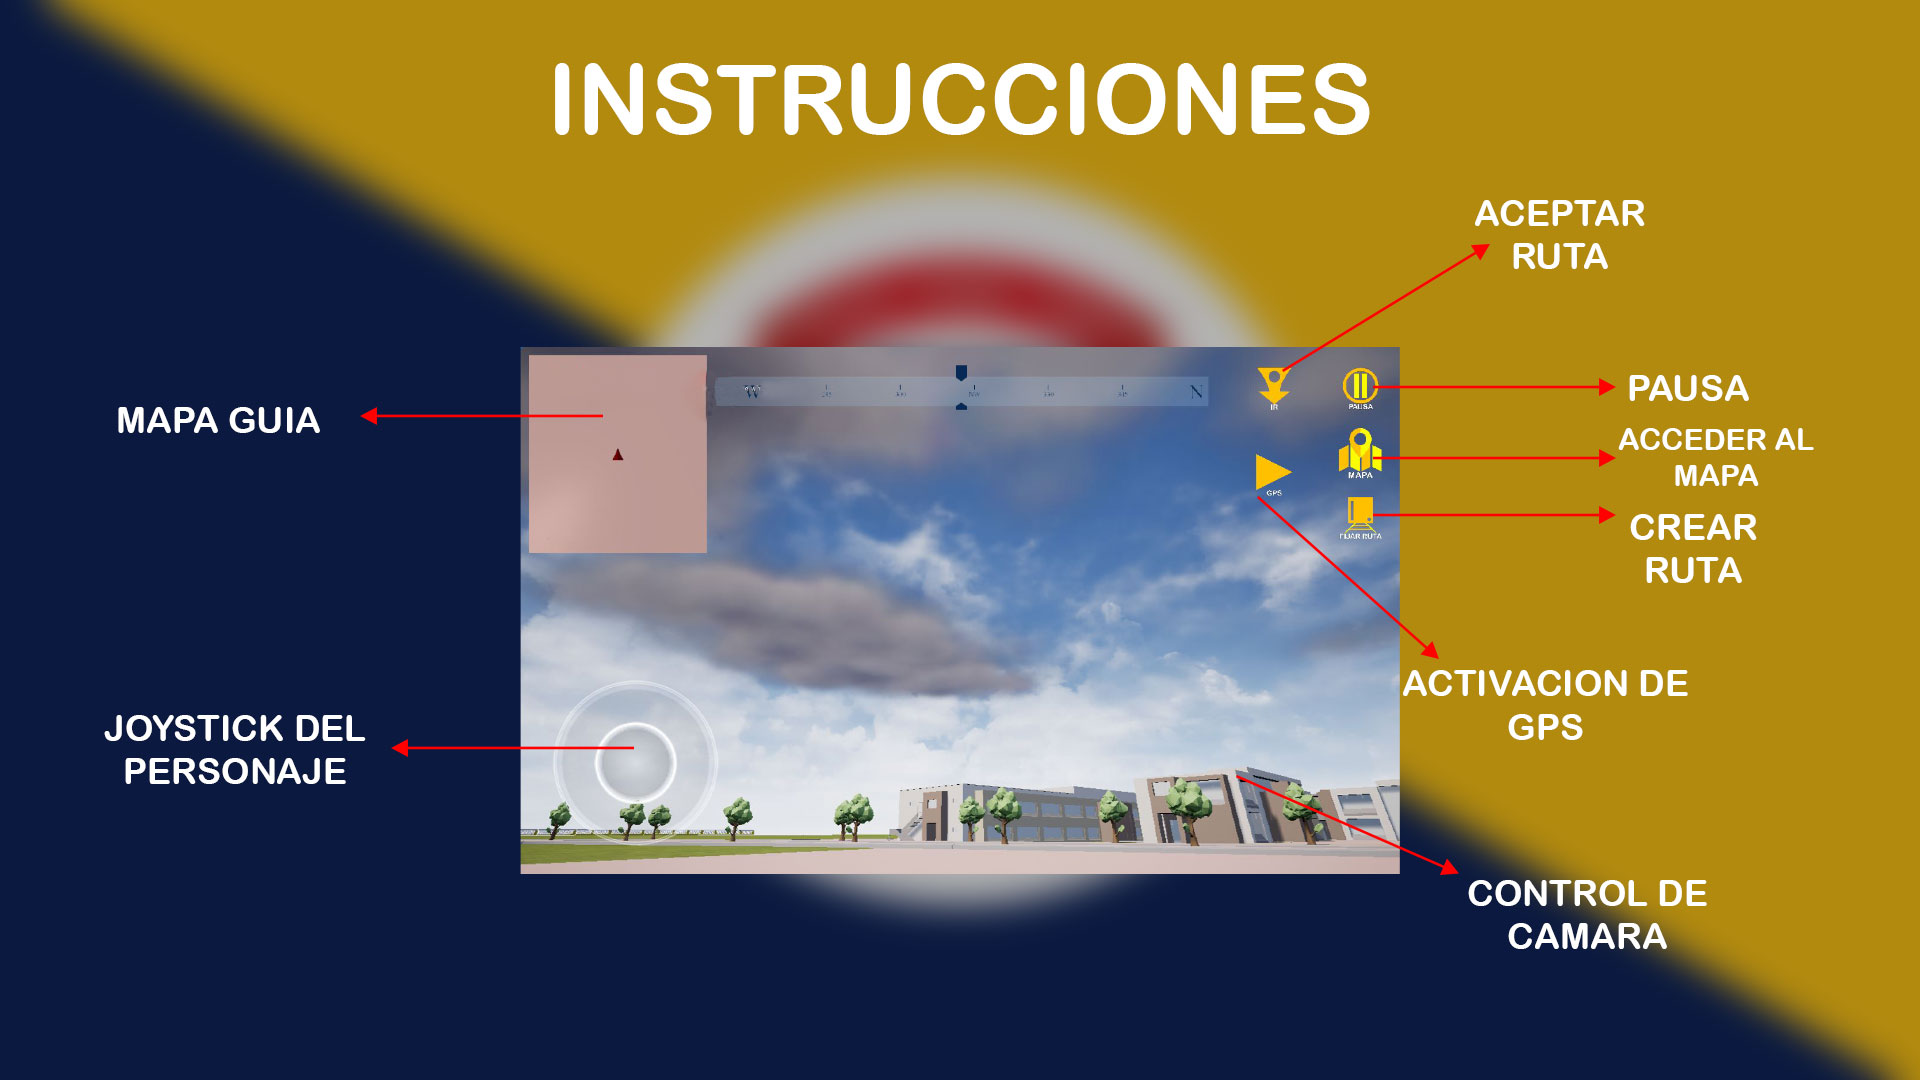 INSTRUCCIONES
ACEPTAR
RUTA
MAPA GUIA
W
N
IR
PAUSA
PAUSA
MAPA
ACCEDER AL
MAPA
GPS
FIJAR RUTA
CREAR
RUTA
ACTIVACION DE
GPS
JOYSTICK DEL
PERSONAJE
CONTROL DE
CAMARA